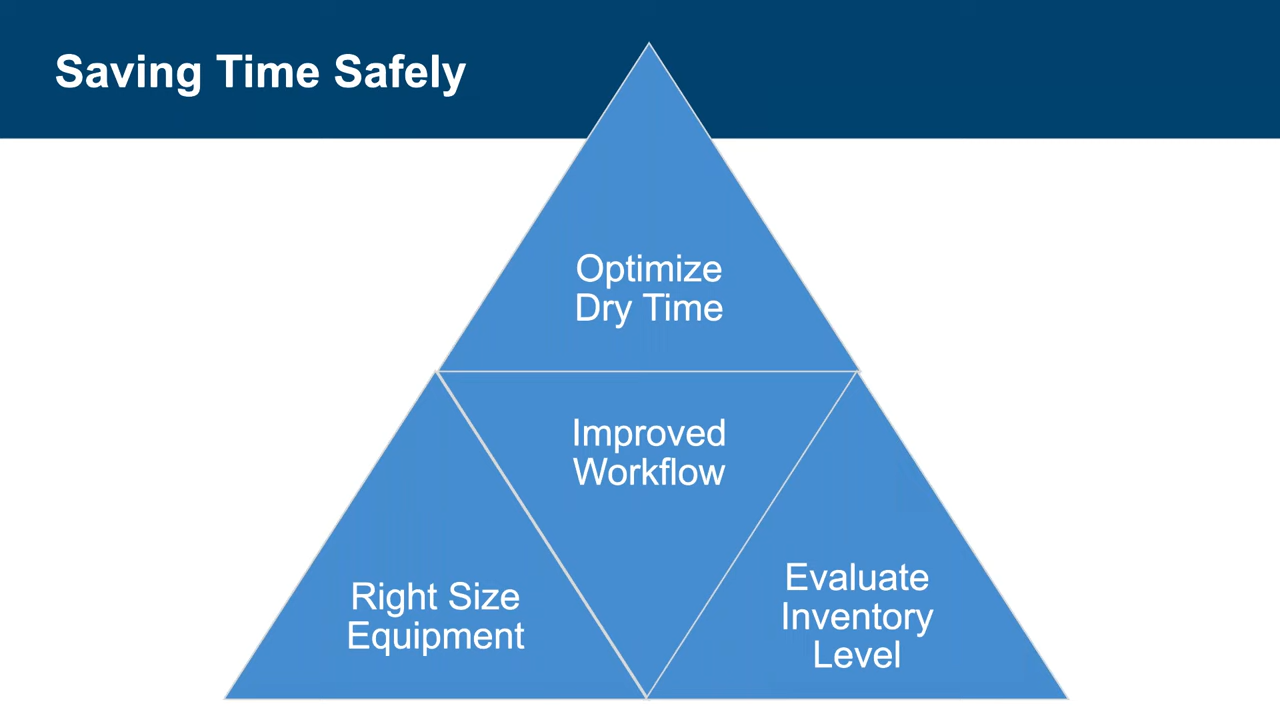 Saving Time Safely
Optimize
Dry Time
Improved
Workflow
Right Size
Equipment
Evaluate
Inventory
Level